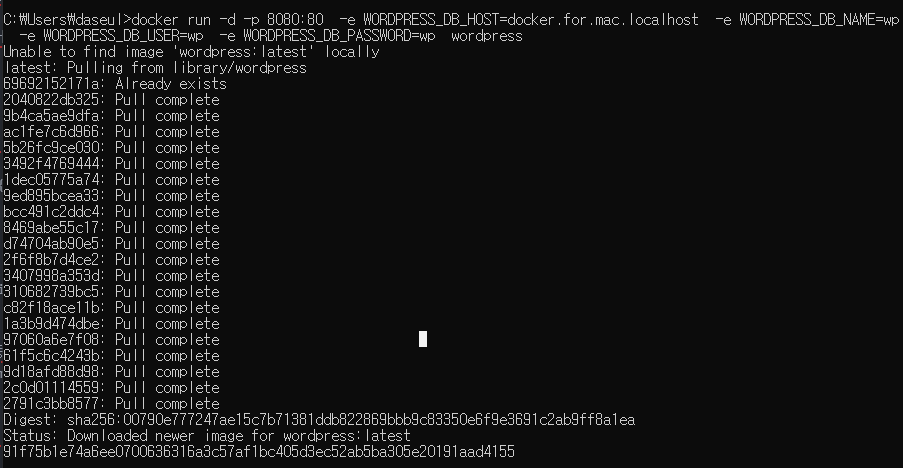 C:₩Users₩daseul>docker run -d -p 8080:80  -e WORDPRESS_DB_HOST=docker.for.mac.localhost  -e WORDPRESS_DB_NAME=wp
  -e WORDPRESS_DB_USER=wp  -e WORDPRESS_DB_PASSWORD=wp  wordpress
Unable to find image 'wordpress:latest' locally
latest: Pulling from library/wordpress
69692152171a: Already exists
2040822db325: Pull complete
9b4ca5ae9dfa: Pull complete
ac1fe7c6d966: Pull complete
5b26fc9ce030: Pull complete
3492f4769444: Pull complete
1dec05775a74: Pull complete
9ed895bcea33: Pull complete
bcc491c2ddc4: Pull complete
8469abe55c17: Pull complete
d74704ab90e5: Pull complete
2f6f8b7d4ce2: Pull complete
3407998a353d: Pull complete
310682739bc5: Pull complete
c82f18ace11b: Pull complete
1a3b9d474dbe: Pull complete
97060a6e7f08: Pull complete
61f5c6c4243b: Pull complete
9d18afd88d98: Pull complete
2c0d01114559: Pull complete
2791c3bb8577: Pull complete
Digest: sha256:00790e777247ae15c7b71381ddb822869bbb9c83350e6f9e3691c2ab9ff8a1ea
Status: Downloaded newer image for wordpress:latest
91f75b1e74a6ee0700636316a3c57af1bc405d3ec52ab5ba305e20191aad4155